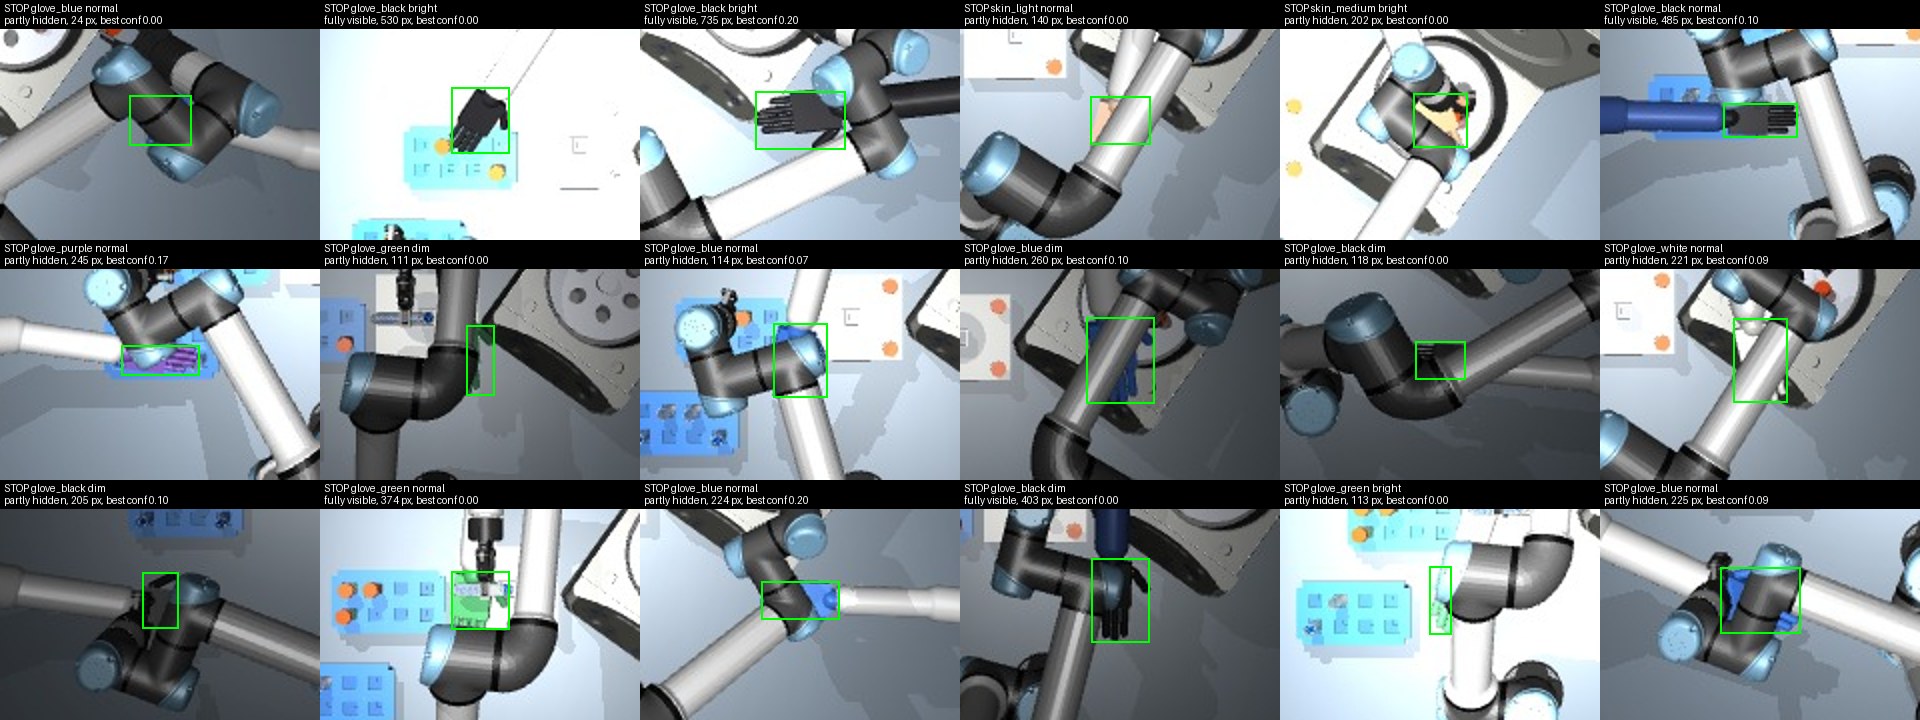 STOP glove_blue normal
partly hidden, 24 px, best conf 0.00
STOP glove_black bright
fully visible, 530 px, best conf 0.00
STOP glove_black bright
fully visible, 735 px, best conf 0.20
STOP skin_light normal
partly hidden, 140 px, best conf 0.00
STOP skin_medium bright
partly hidden, 202 px, best conf 0.00
STOP glove_black normal
fully visible, 485 px, best conf 0.10
STOP glove_purple normal
partly hidden, 245 px, best conf 0.17
STOP glove_green dim
partly hidden, 111 px, best conf 0.00
STOP glove_blue normal
partly hidden, 114 px, best conf 0.07
STOP glove_blue dim
partly hidden, 260 px, best conf 0.10
STOP glove_black dim
partly hidden, 118 px, best conf 0.00
STOP glove_white normal
partly hidden, 221 px, best conf 0.09
STOP glove_black dim
partly hidden, 205 px, best conf 0.10
STOP glove_green normal
fully visible, 374 px, best conf 0.00
STOP glove_blue normal
partly hidden, 224 px, best conf 0.20
STOP glove_black dim
fully visible, 403 px, best conf 0.00
STOP glove_green bright
partly hidden, 113 px, best conf 0.00
STOP glove_blue normal
partly hidden, 225 px, best conf 0.09